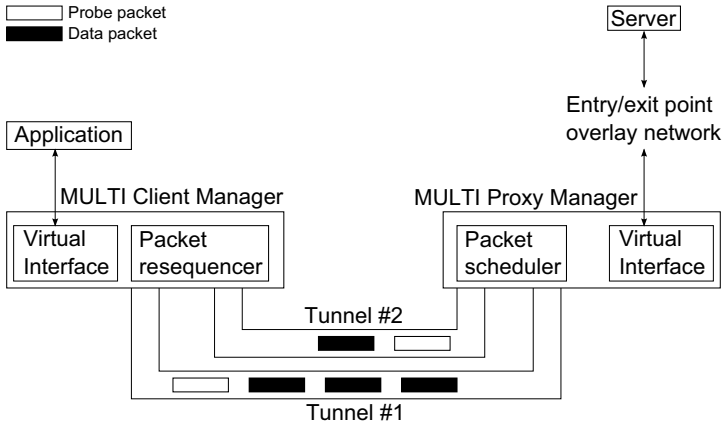 Probe packet
Data packet
Server
Entry/exit point
overlay network
Application
MULTI Client Manager
MULTI Proxy Manager
Virtual
Interface
Packet
resequencer
Packet
scheduler
Virtual
Interface
Tunnel #2
Tunnel #1